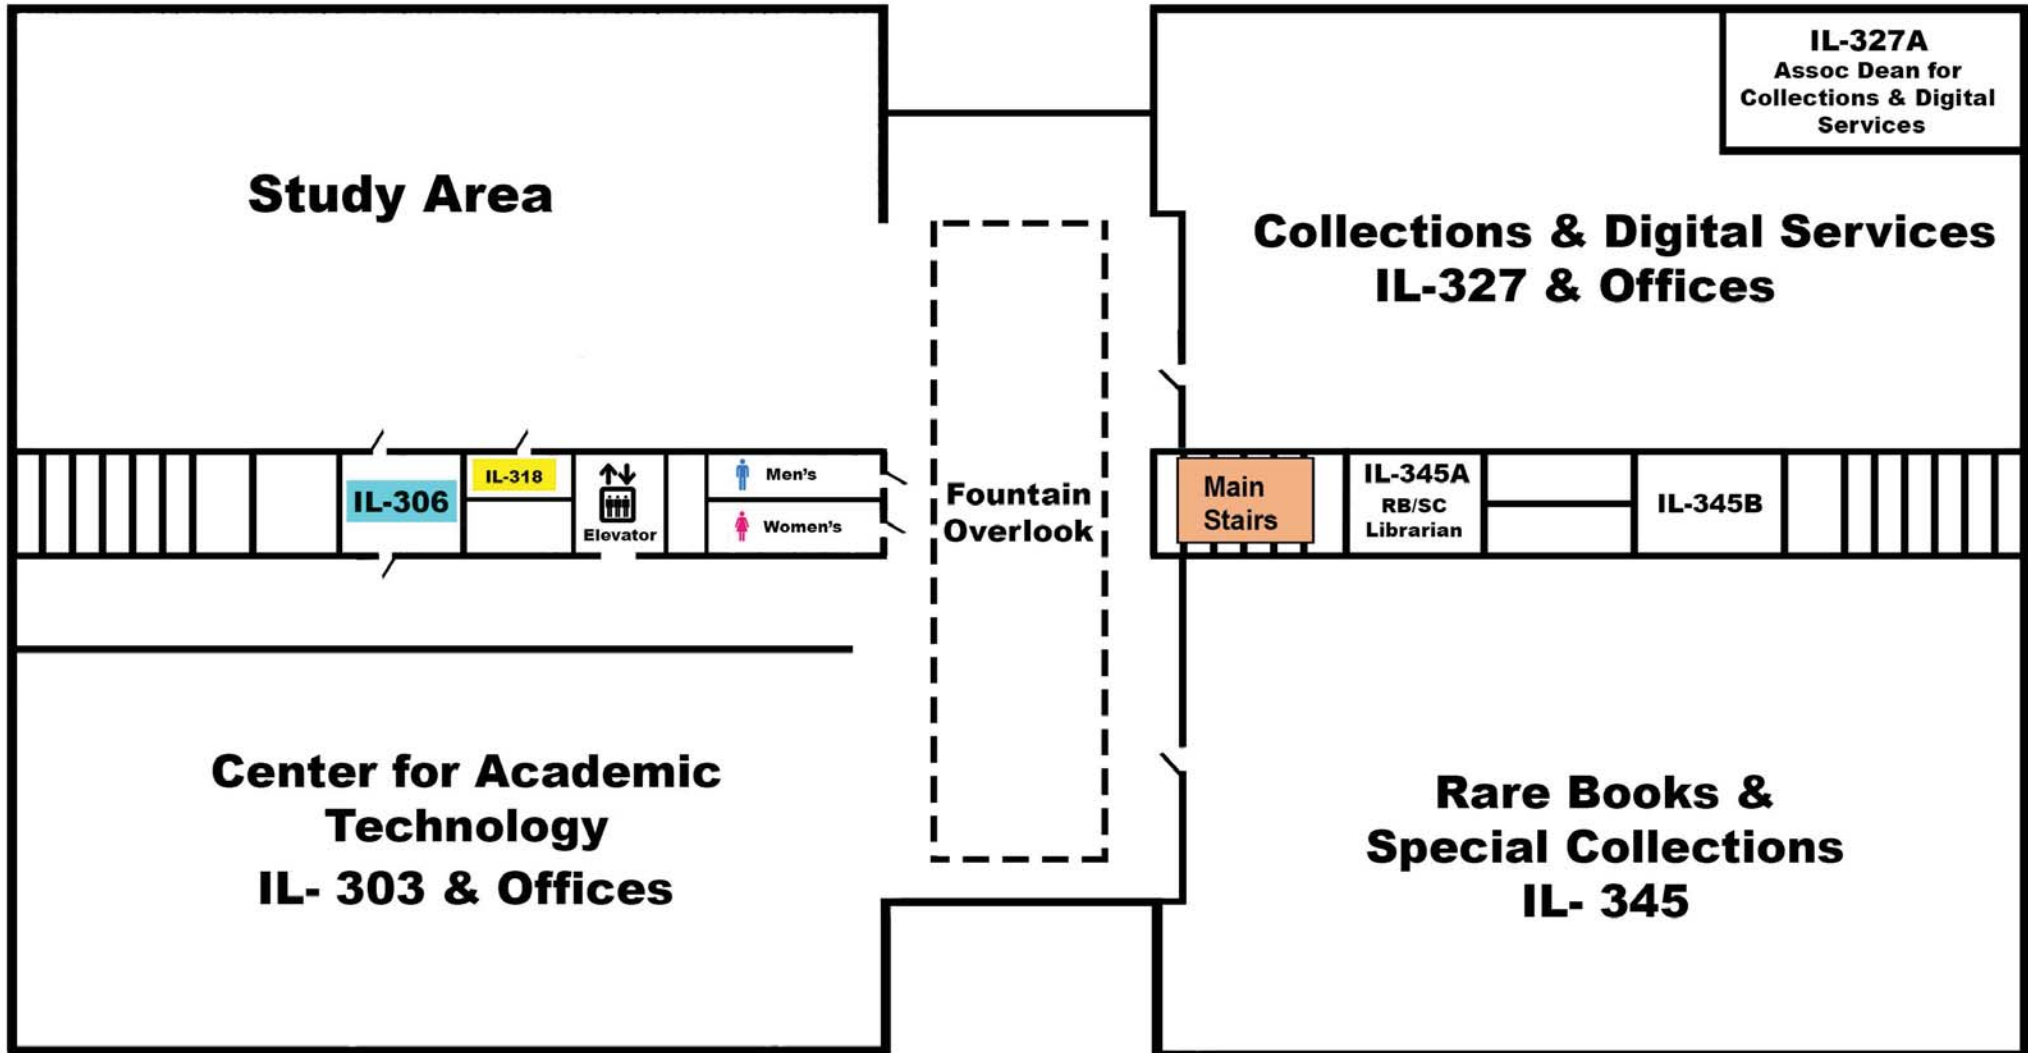 IL-327A
Assoc Dean for
Collections & Digital
Services
Study Area
Collections & Digital Services
IL-327 & Offices
IL-306
IL-318
Elevator
Men's
Women's
Fountain
Overlook
Main
Stairs
IL-345A
RB/SC
Librarian
IL-345B
Center for Academic
Technology
IL- 303 & Offices
Rare Books &
Special Collections
IL- 345